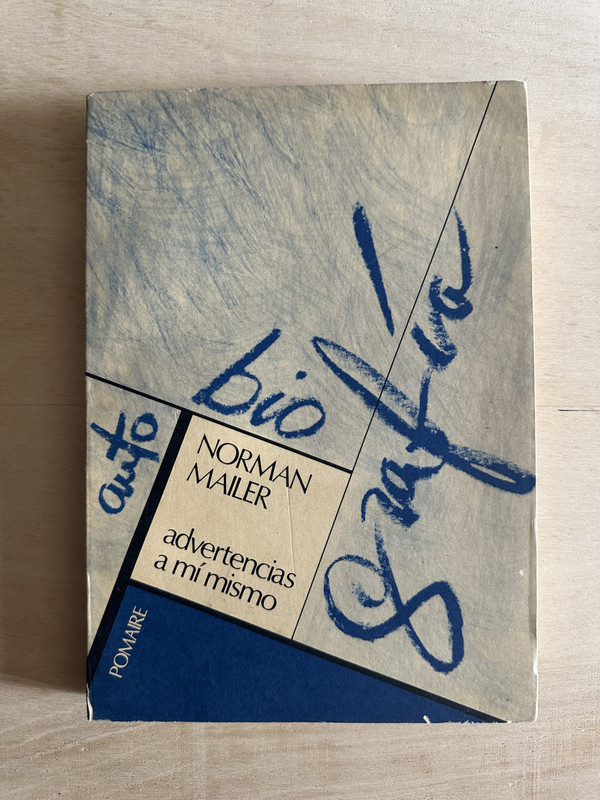 auto
bio
grafía
NORMAN
MAILER
advertencias
a mí mismo
POMAIRE